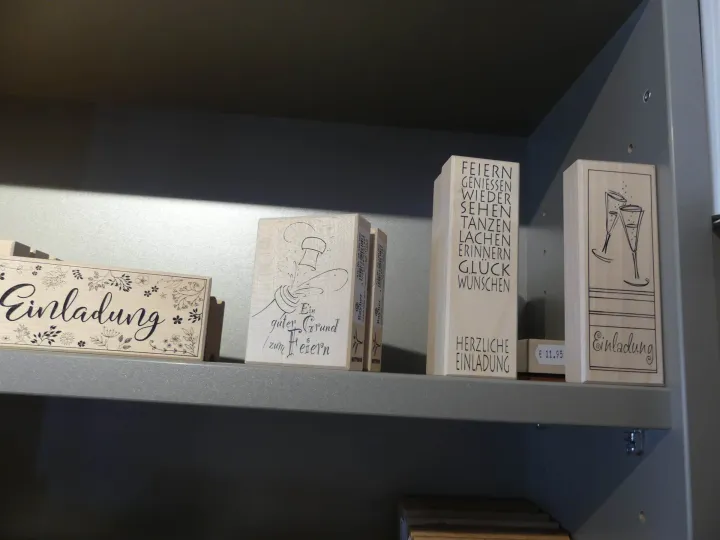 Einladung
Ein
guter Grund
zum Feiern
FEIERN
GENIESSEN
WIEDER
SEHEN
TANZEN
LACHEN
ERINNERN
GLÜCK
WÜNSCHEN
HERZLICHE
EINLADUNG
€ 11.95
Einladung